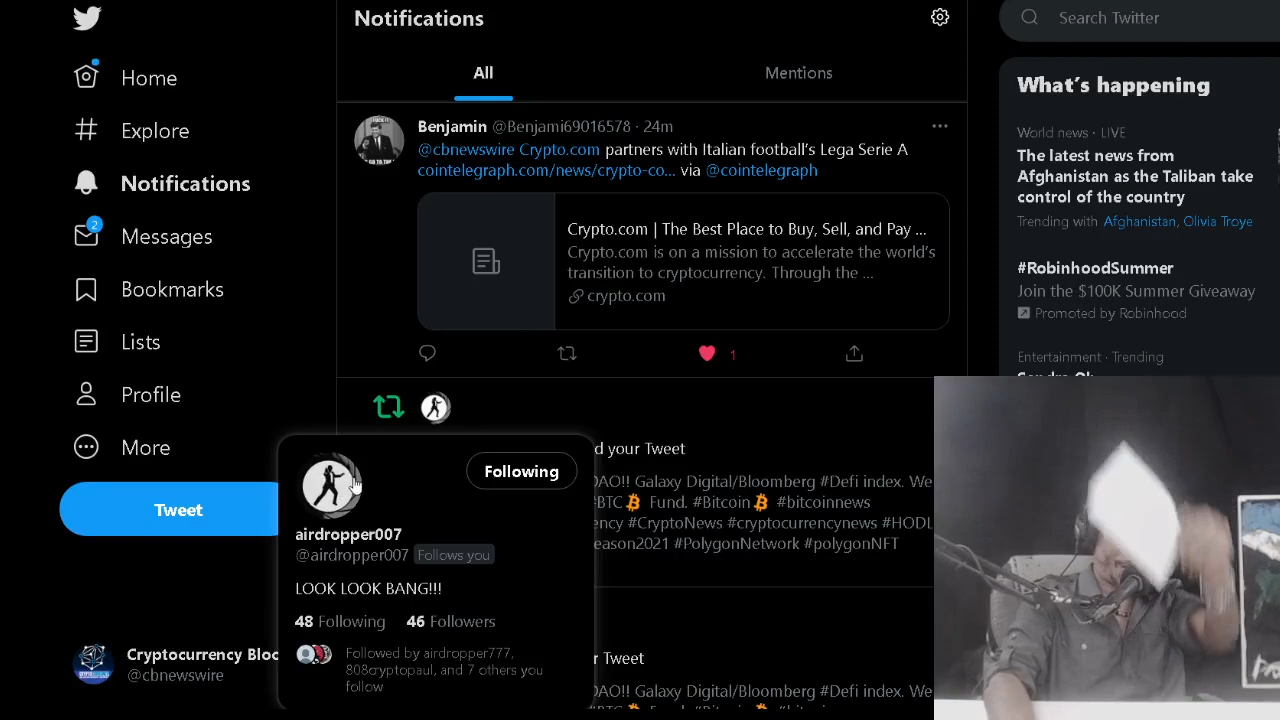 Notifications
Search Twitter
All
Mentions
Home
Explore
Notifications
2
Messages
Bookmarks
Lists
Profile
More
Tweet
Cryptocurrency Bloc
@cbnewswire
Benjamin @Benjami69016578 · 24m
@cbnewswire Crypto.com partners with Italian football's Lega Serie A
cointelegraph.com/news/crypto-co... via @cointelegraph
Crypto.com | The Best Place to Buy, Sell, and Pay ...
Crypto.com is on a mission to accelerate the world's
transition to cryptocurrency. Through the ...
crypto.com
1
d your Tweet
DAO!! Galaxy Digital/Bloomberg #Defi index. We
#BTC Fund. #Bitcoin #bitcoinnews
ency #CryptoNews #cryptocurrencynews #HODL
eason2021 #PolygonNetwork #polygonNFT
r Tweet
DAO!! Galaxy Digital/Bloomberg #Defi index. We
#BTC Fund. #Bitcoin #bitcoinnews
Following
airdropper007
@airdropper007 Follows you
LOOK LOOK BANG!!!
48 Following 46 Followers
Followed by airdropper777,
808cryptopaul, and 7 others you
follow
What's happening
World news · LIVE
The latest news from
Afghanistan as the Taliban take
control of the country
Trending with Afghanistan, Olivia Troye
#RobinhoodSummer
Join the $100K Summer Giveaway
Promoted by Robinhood
Entertainment · Trending
Sandra Oh